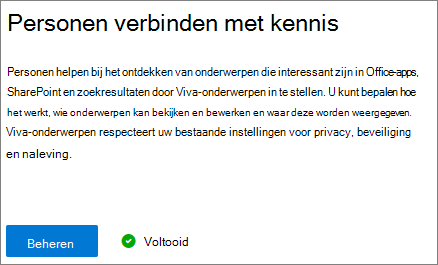 Personen verbinden met kennis
Personen helpen bij het ontdekken van onderwerpen die interessant zijn in Office-apps,
SharePoint en zoekresultaten door Viva-onderwerpen in te stellen. U kunt bepalen hoe
het werkt, wie onderwerpen kan bekijken en bewerken en waar deze worden weergegeven.
Viva-onderwerpen respecteert uw bestaande instellingen voor privacy, beveiliging
en naleving.
Beheren
Voltooid